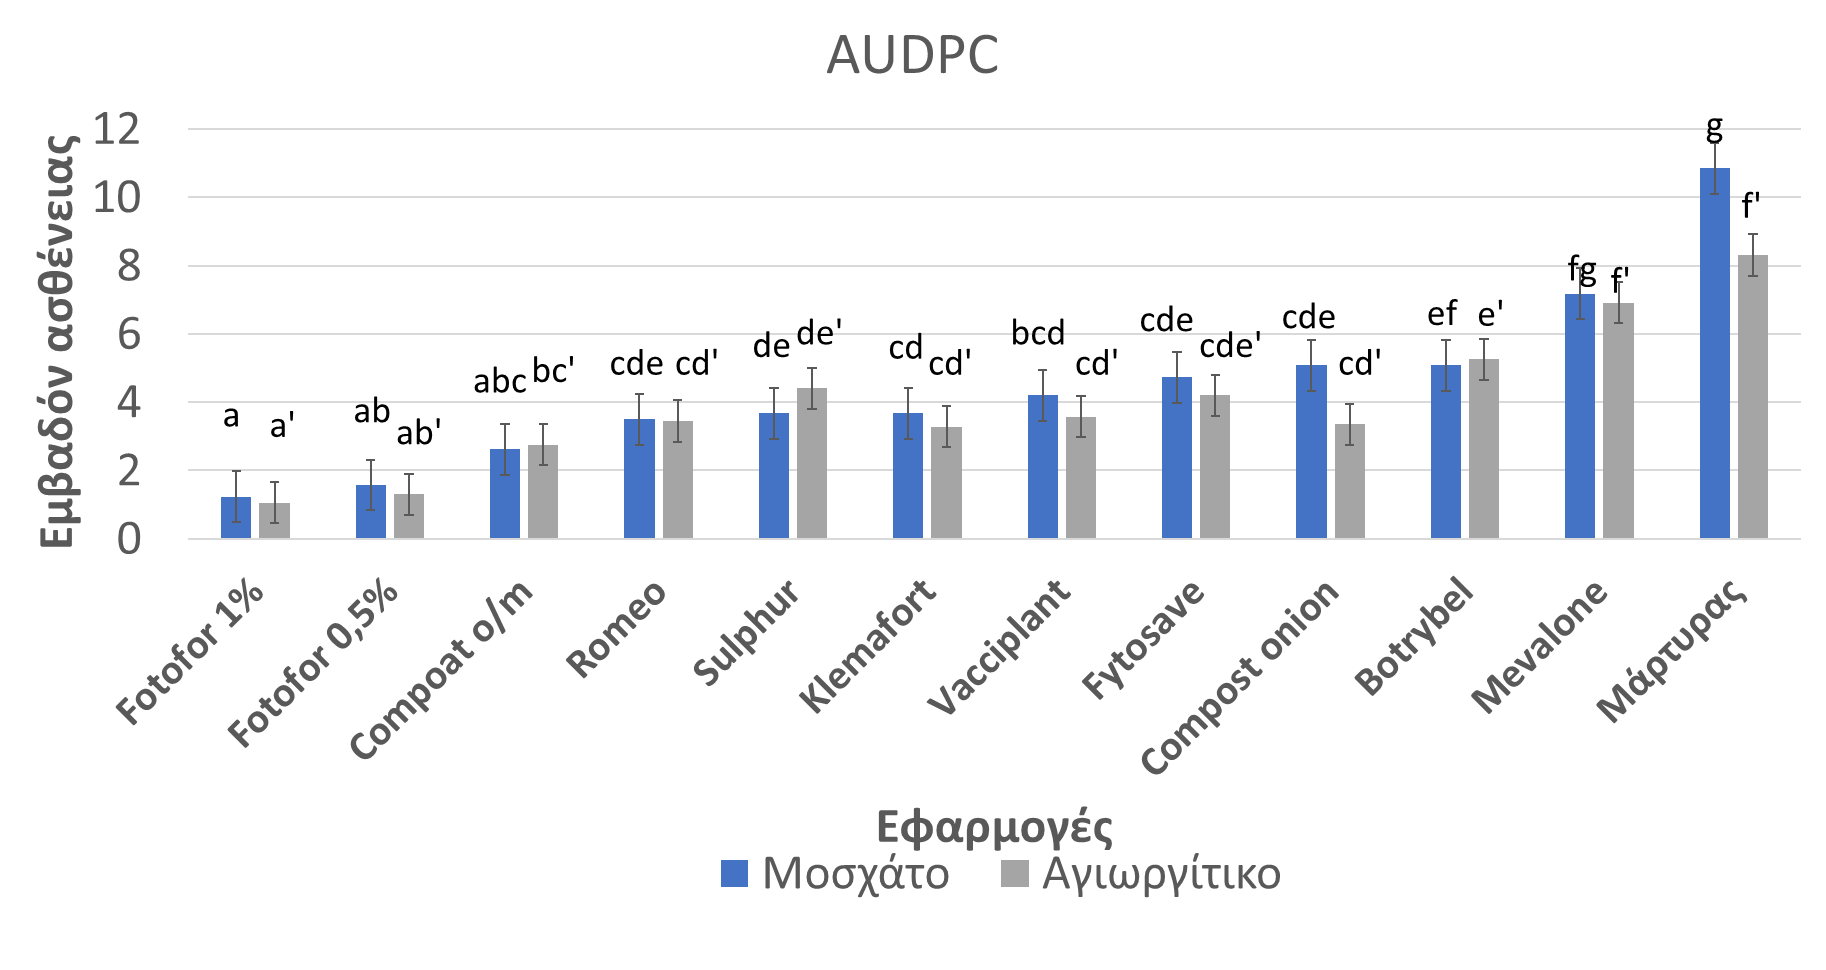 AUDPC
Εμβαδόν ασθένειας
12
10
8
6
4
2
0
a a' ab ab' abc bc' cde cd' de de' cd cd' bcd cd' cde cde' cde cd' ef e' fg f' g f'
Fotofor 1%
Fotofor 0,5%
Compoat o/m
Romeo
Sulphur
Klemafort
Vacciplant
Fytosave
Compost onion
Botrybel
Mevalone
Μάρτυρας
Εφαρμογές
Μοσχάτο Αγιωργίτικο